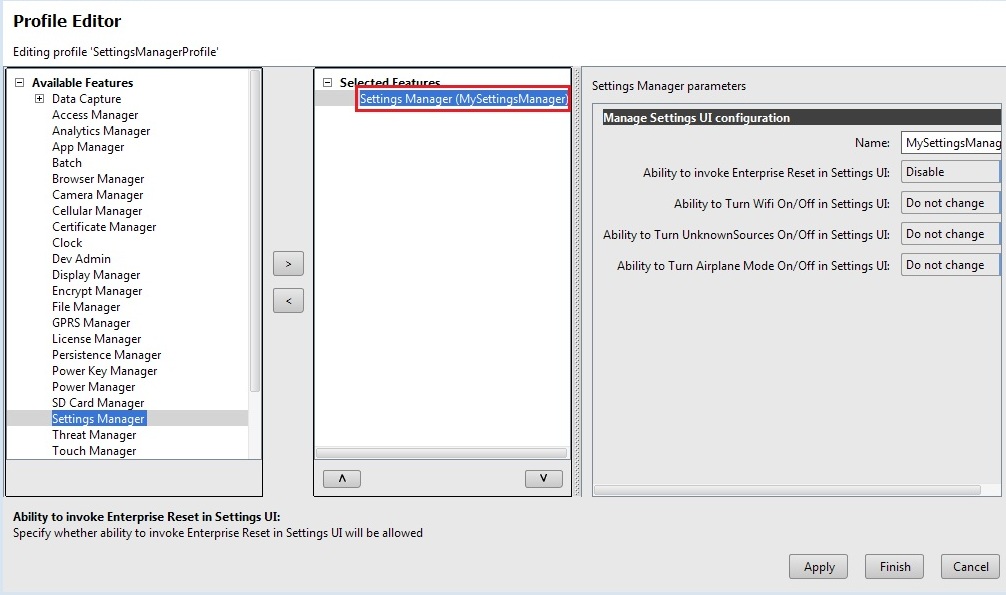 Profile Editor
Editing profile 'SettingsManagerProfile'
Available Features
Data Capture
Access Manager
Analytics Manager
App Manager
Batch
Browser Manager
Camera Manager
Cellular Manager
Certificate Manager
Clock
Dev Admin
Display Manager
Encrypt Manager
File Manager
GPRS Manager
License Manager
Persistence Manager
Power Key Manager
Power Manager
SD Card Manager
Settings Manager
Threat Manager
Touch Manager
>
<
Selected Features
Settings Manager (MySettingsManager)
Settings Manager parameters
Manage Settings UI configuration
Name: MySettingsManag
Ability to invoke Enterprise Reset in Settings UI: Disable
Ability to Turn Wifi On/Off in Settings UI: Do not change
Ability to Turn UnknownSources On/Off in Settings UI: Do not change
Ability to Turn Airplane Mode On/Off in Settings UI: Do not change
Ability to invoke Enterprise Reset in Settings UI:
Specify whether ability to invoke Enterprise Reset in Settings UI will be allowed
Apply Finish Cancel